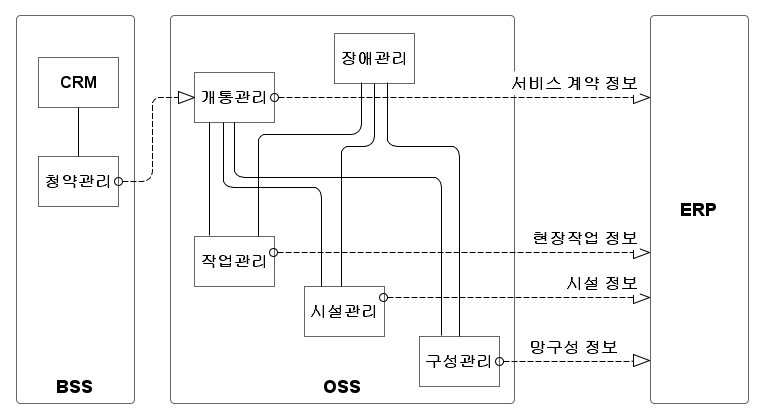 장애관리
CRM
개통관리
서비스 계약 정보
청약관리
ERP
현장작업 정보
작업관리
시설 정보
시설관리
망구성 정보
구성관리
BSS
OSS